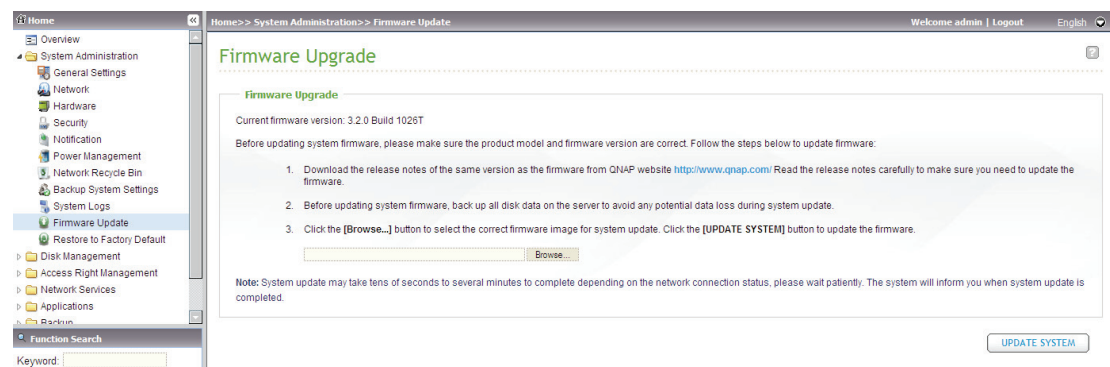 Home
Overview
System Administration
General Settings
Network
Hardware
Security
Notification
Power Management
Network Recycle Bin
Backup System Settings
System Logs
Firmware Update
Restore to Factory Default
Disk Management
Access Right Management
Network Services
Applications
Backup
Function Search
Keyword:
Home>> System Administration>> Firmware Update
Welcome admin | Logout English
Firmware Upgrade
Firmware Upgrade
Current firmware version: 3.2.0 Build 1026T
Before updating system firmware, please make sure the product model and firmware version are correct. Follow the steps below to update firmware:
1. Download the release notes of the same version as the firmware from QNAP website http://www.qnap.com/ Read the release notes carefully to make sure you need to update the
firmware.
2. Before updating system firmware, back up all disk data on the server to avoid any potential data loss during system update.
3. Click the [Browse...] button to select the correct firmware image for system update. Click the [UPDATE SYSTEM] button to update the firmware.
Browse...
Note: System update may take tens of seconds to several minutes to complete depending on the network connection status, please wait patiently. The system will inform you when system update is
completed.
UPDATE SYSTEM